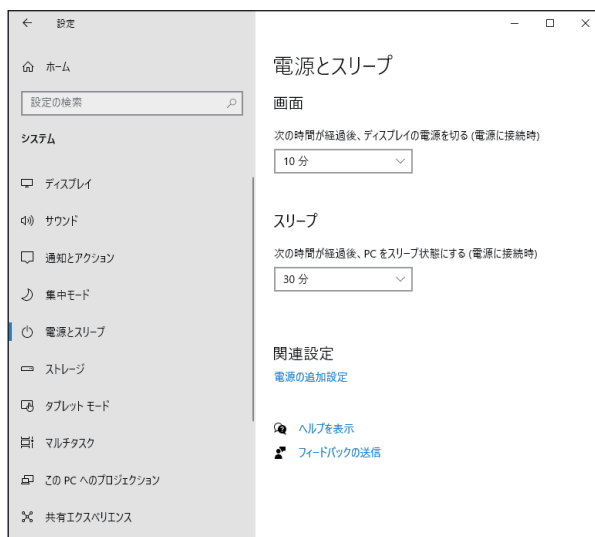 設定
ホーム
設定の検索
システム
ディスプレイ
サウンド
通知とアクション
集中モード
電源とスリープ
ストレージ
タブレット モード
マルチタスク
この PC へのプロジェクション
共有エクスペリエンス
電源とスリープ
画面
次の時間が経過後、ディスプレイの電源を切る (電源に接続時)
10 分
スリープ
次の時間が経過後、PC をスリープ状態にする (電源に接続時)
30 分
関連設定
電源の追加設定
ヘルプを表示
フィードバックの送信